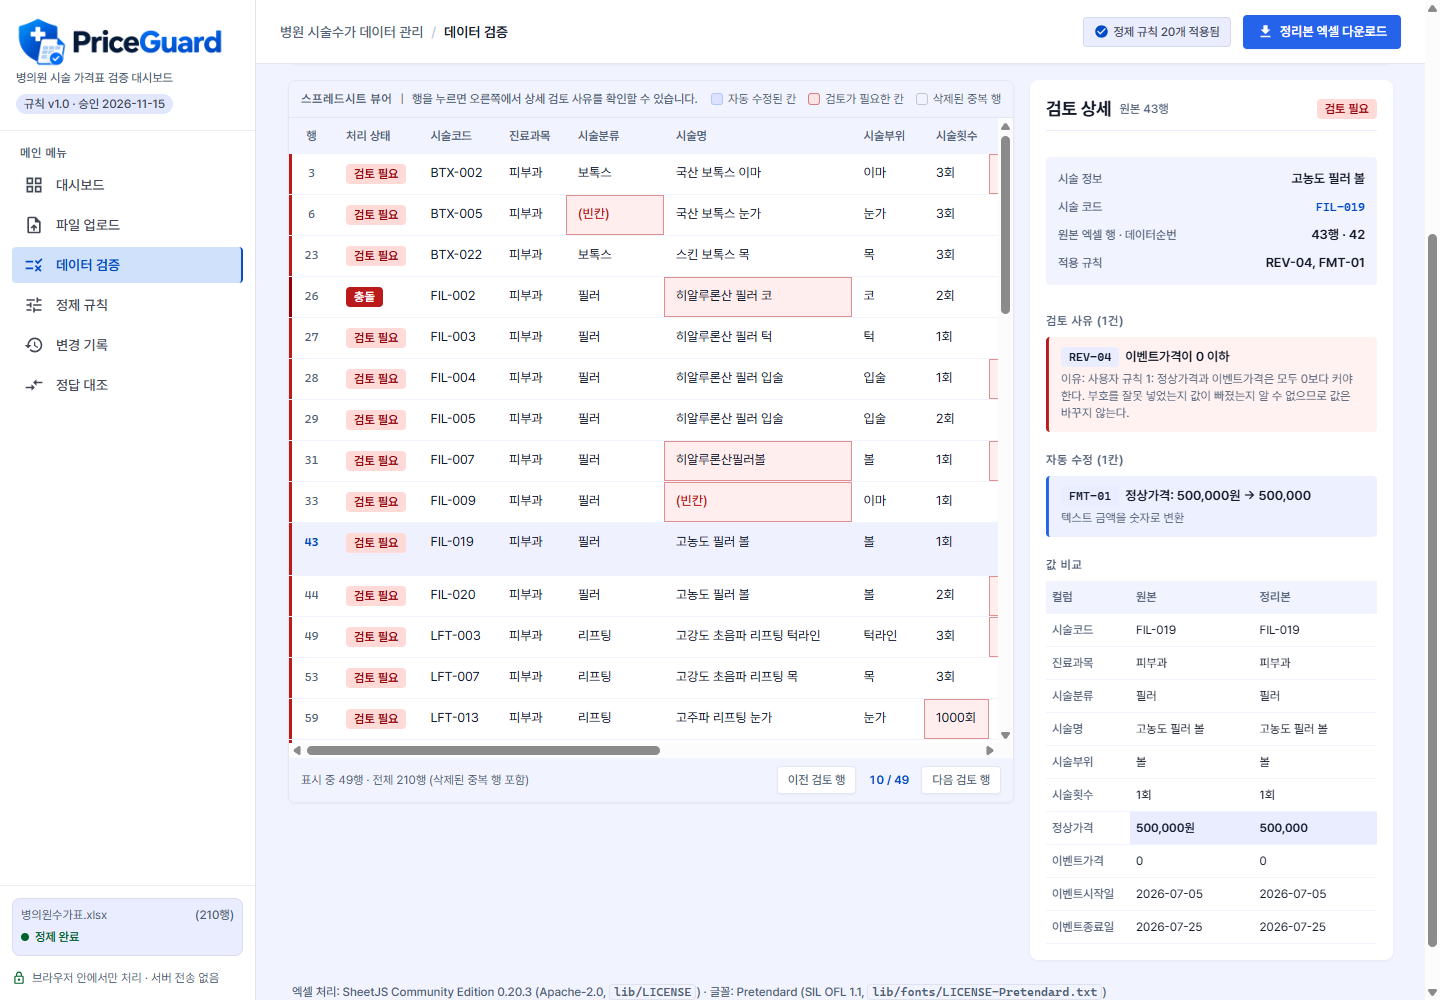 PriceGuard
병의원 시술 가격표 검증 대시보드
규칙 v1.0 · 승인 2026-11-15
메인 메뉴
대시보드
파일 업로드
데이터 검증
정제 규칙
변경 기록
정답 대조
병의원수가표.xlsx (210행)
정제 완료
브라우저 안에서만 처리 · 서버 전송 없음
병원 시술수가 데이터 관리 / 데이터 검증
정제 규칙 20개 적용됨
정리본 엑셀 다운로드
스프레드시트 뷰어 | 행을 누르면 오른쪽에서 상세 검토 사유를 확인할 수 있습니다. 자동 수정된 칸 검토가 필요한 칸 삭제된 중복 행
행 처리 상태 시술코드 진료과목 시술분류 시술명 시술부위 시술횟수
3 검토 필요 BTX-002 피부과 보톡스 국산 보톡스 이마 이마 3회
6 검토 필요 BTX-005 피부과 (빈칸) 국산 보톡스 눈가 눈가 3회
23 검토 필요 BTX-022 피부과 보톡스 스킨 보톡스 목 목 3회
26 충돌 FIL-002 피부과 필러 히알루론산 필러 코 코 2회
27 검토 필요 FIL-003 피부과 필러 히알루론산 필러 턱 턱 1회
28 검토 필요 FIL-004 피부과 필러 히알루론산 필러 입술 입술 1회
29 검토 필요 FIL-005 피부과 필러 히알루론산 필러 입술 입술 2회
31 검토 필요 FIL-007 피부과 필러 히알루론산필러볼 볼 1회
33 검토 필요 FIL-009 피부과 필러 (빈칸) 이마 1회
43 검토 필요 FIL-019 피부과 필러 고농도 필러 볼 볼 1회
44 검토 필요 FIL-020 피부과 필러 고농도 필러 볼 볼 2회
49 검토 필요 LFT-003 피부과 리프팅 고강도 초음파 리프팅 턱라인 턱라인 3회
53 검토 필요 LFT-007 피부과 리프팅 고강도 초음파 리프팅 목 목 3회
59 검토 필요 LFT-013 피부과 리프팅 고주파 리프팅 눈가 눈가 1000회
표시 중 49행 · 전체 210행 (삭제된 중복 행 포함) 이전 검토 행 10 / 49 다음 검토 행
검토 상세 원본 43행 검토 필요
시술 정보 고농도 필러 볼
시술 코드 FIL-019
원본 엑셀 행 · 데이터순번 43행 · 42
적용 규칙 REV-04, FMT-01
검토 사유 (1건)
REV-04 이벤트가격이 0 이하
이유: 사용자 규칙 1: 정상가격과 이벤트가격은 모두 0보다 커야
한다. 부호를 잘못 넣었는지 값이 빠졌는지 알 수 없으므로 값은
바꾸지 않는다.
자동 수정 (1칸)
FMT-01 정상가격: 500,000원 → 500,000
텍스트 금액을 숫자로 변환
값 비교
컬럼 원본 정리본
시술코드 FIL-019 FIL-019
진료과목 피부과 피부과
시술분류 필러 필러
시술명 고농도 필러 볼 고농도 필러 볼
시술부위 볼 볼
시술횟수 1회 1회
정상가격 500,000원 500,000
이벤트가격 0 0
이벤트시작일 2026-07-05 2026-07-05
이벤트종료일 2026-07-25 2026-07-25
엑셀 처리: SheetJS Community Edition 0.20.3 (Apache-2.0, lib/LICENSE ) · 글꼴: Pretendard (SIL OFL 1.1, lib/fonts/LICENSE-Pretendard.txt )